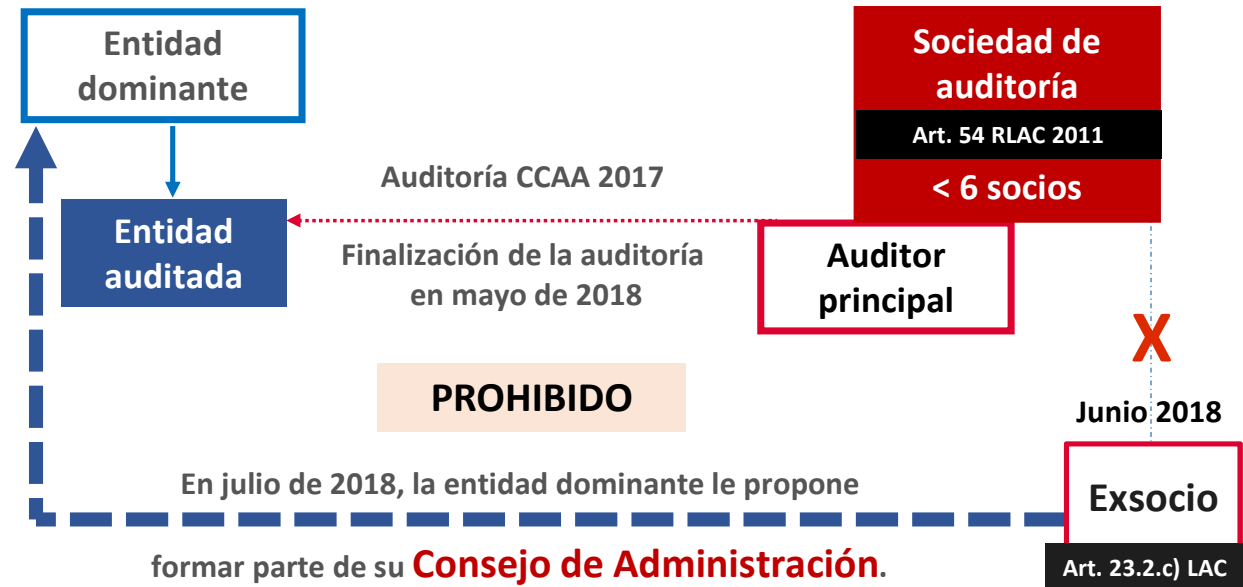 Entidad
dominante
Sociedad de
auditoría
Art. 54 RLAC 2011
< 6 socios
Auditoría CCAA 2017
Entidad
auditada
Finalización de la auditoría
en mayo de 2018
Auditor
principal
X
PROHIBIDO
Junio 2018
En julio de 2018, la entidad dominante le propone
Exsocio
formar parte de su Consejo de Administración.
Art. 23.2.c) LAC